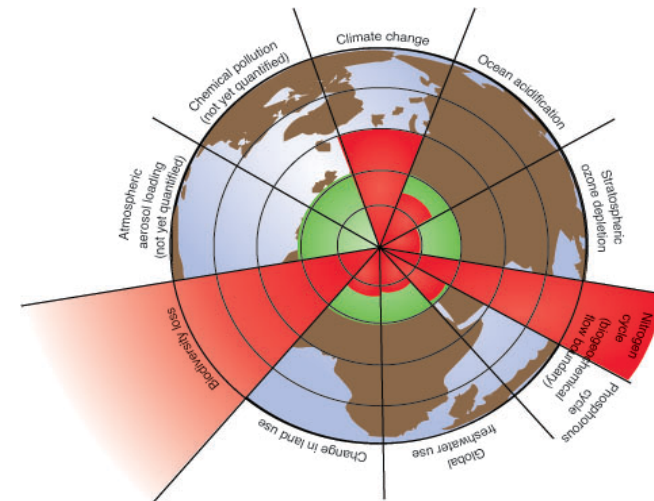 Climate change
Ocean acidification
Stratospheric
ozone depletion
Nitrogen
cycle
(biogeochemical
flow boundary)
Phosphorous
cycle
Global
freshwater use
Change in land use
Biodiversity loss
Atmospheric
aerosol loading
(not yet quantified)
Chemical pollution
(not yet quantified)